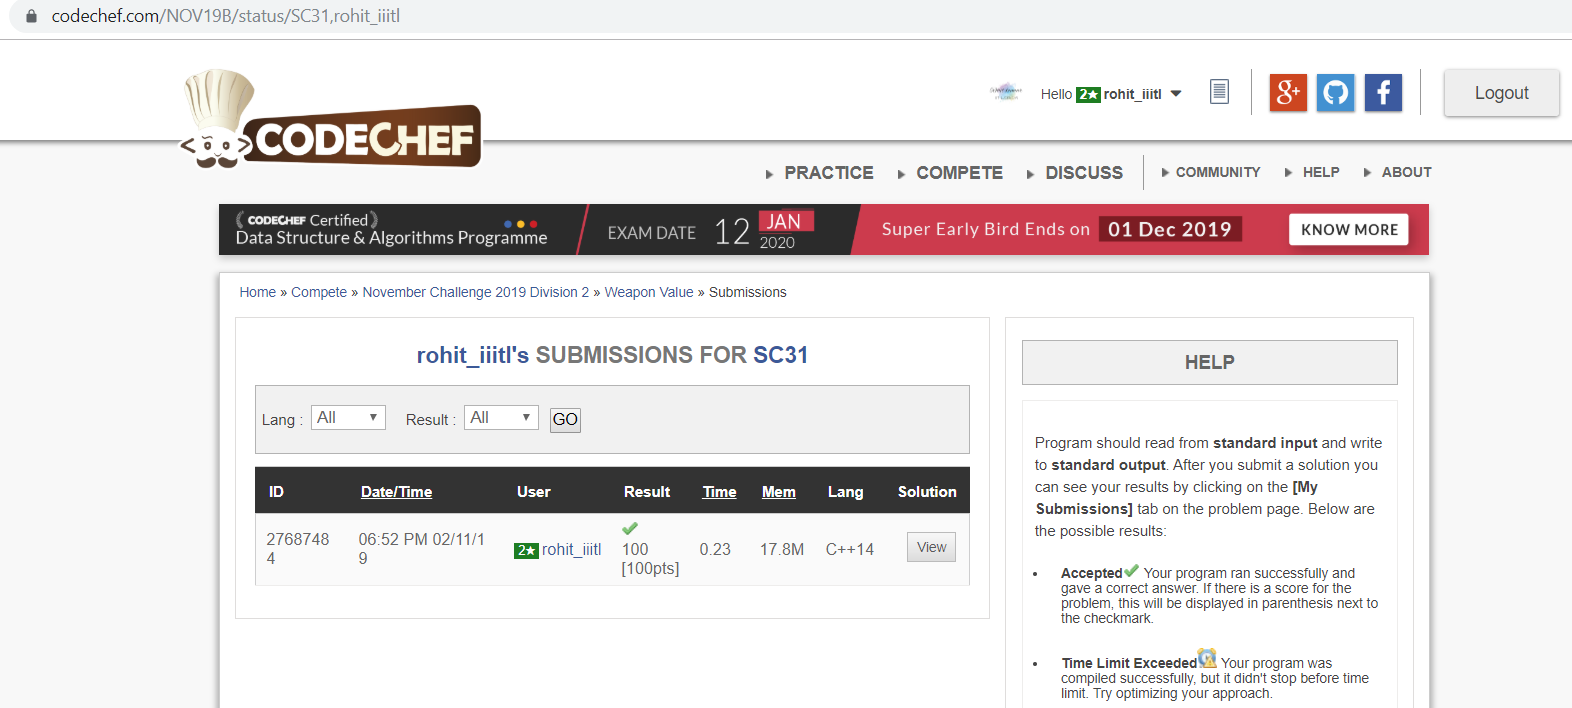 codechef.com/NOV19B/status/SC31,rohit_iiitl
Hello 2★ rohit_iiitl
g+
f
Logout
CODECHEF
PRACTICE COMPETE DISCUSS COMMUNITY HELP ABOUT
(CODECHEF Certified)
Data Structure & Algorithms Programme
EXAM DATE 12 JAN 2020
Super Early Bird Ends on 01 Dec 2019
KNOW MORE
Home » Compete » November Challenge 2019 Division 2 » Weapon Value » Submissions
rohit_iiitl's SUBMISSIONS FOR SC31
Lang : All Result : All GO
ID Date/Time User Result Time Mem Lang Solution
2768748
4
06:52 PM 02/11/1
9
2★ rohit_iiitl
100
[100pts]
0.23
17.8M
C++14
View
HELP
Program should read from standard input and write
to standard output. After you submit a solution you
can see your results by clicking on the [My
Submissions] tab on the problem page. Below are
the possible results:
• Accepted Your program ran successfully and
gave a correct answer. If there is a score for the
problem, this will be displayed in parenthesis next to
the checkmark.
• Time Limit Exceeded Your program was
compiled successfully, but it didn't stop before time
limit. Try optimizing your approach.